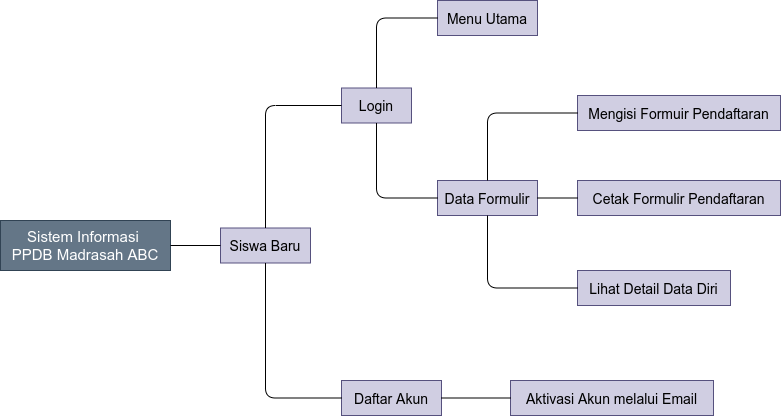 Menu Utama
Login
Mengisi Formuir Pendaftaran
Data Formulir
Cetak Formulir Pendaftaran
Sistem Informasi
PPDB Madrasah ABC
Siswa Baru
Lihat Detail Data Diri
Daftar Akun
Aktivasi Akun melalui Email